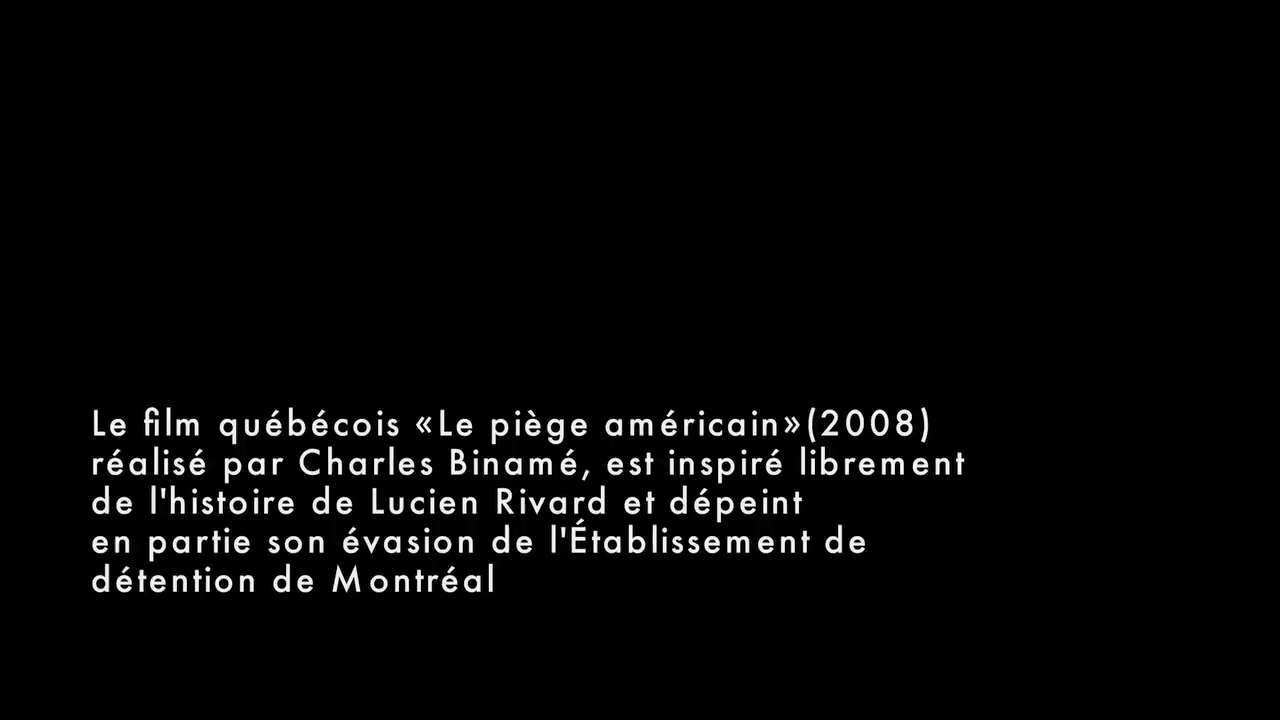 Le film québécois «Le piège américain»(2008)
réalisé par Charles Binamé, est inspiré librement
de l'histoire de Lucien Rivard et dépeint
en partie son évasion de l'Établissement de
détention de Montréal